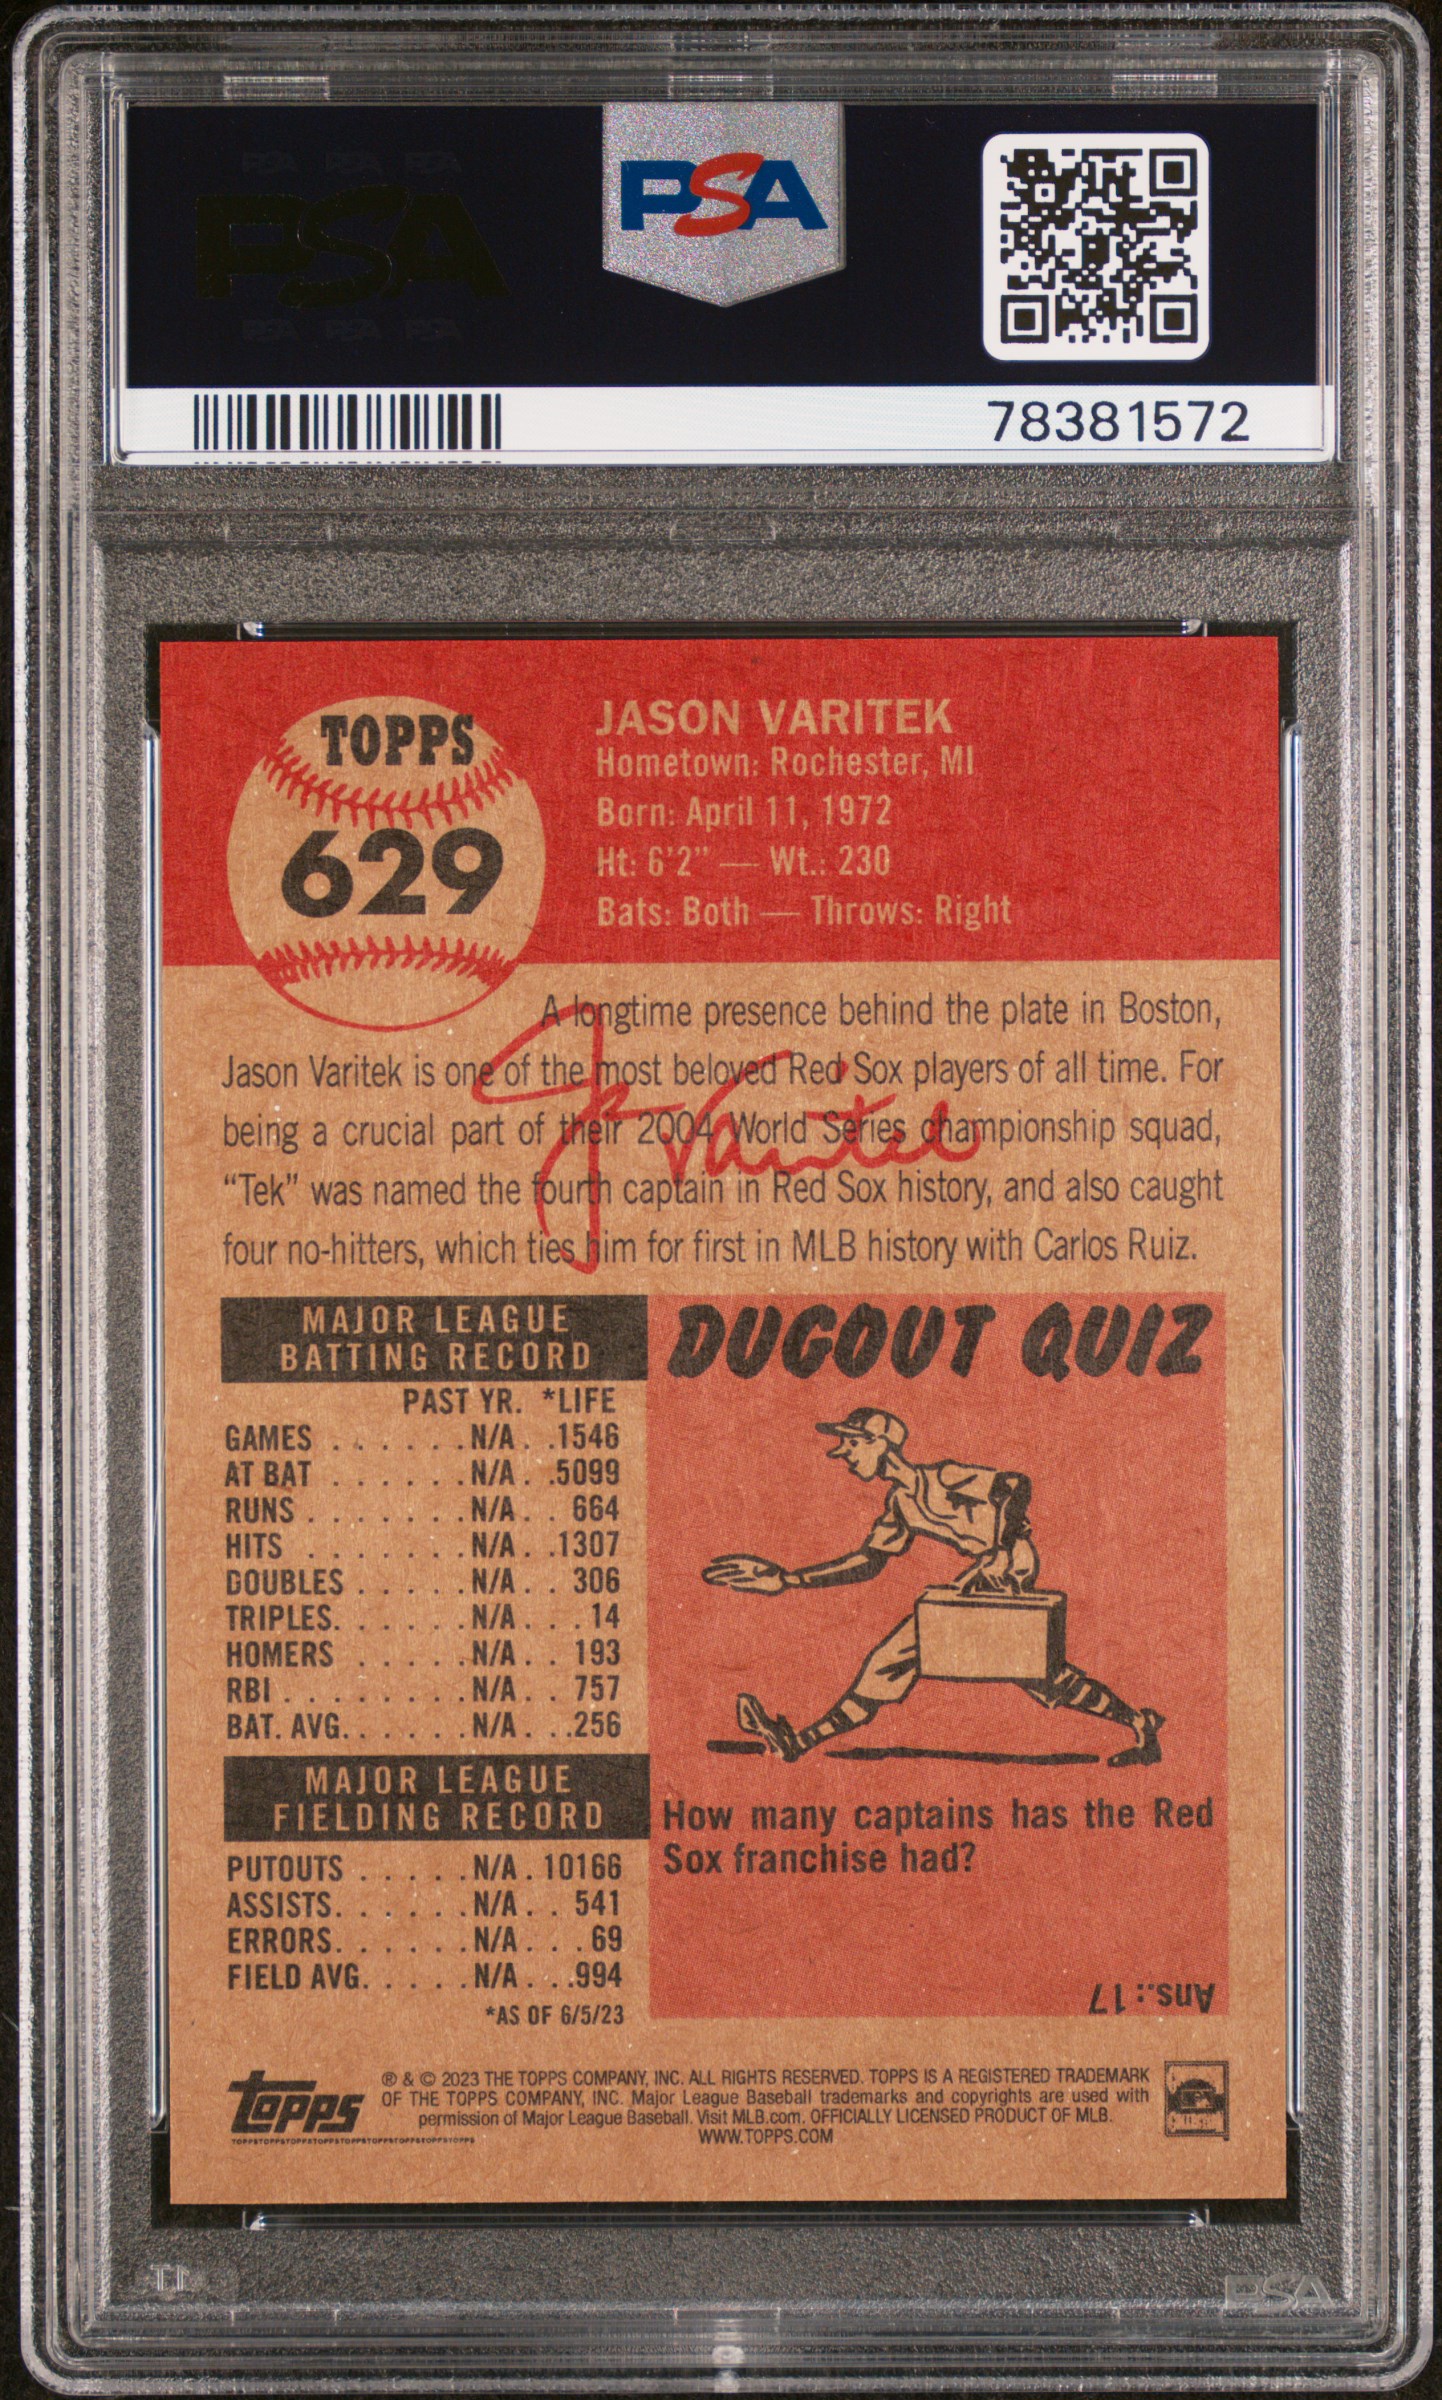 PSA PSA PSA
PSA
PSA
PSA PSA PSA
78381572
TOPPS
629
JASON VARITEK
Hometown: Rochester, MI
Born: April 11, 1972
Ht: 6'2" — Wt.: 230
Bats: Both — Throws: Right
A longtime presence behind the plate in Boston,
Jason Varitek is one of the most beloved Red Sox players of all time. For
being a crucial part of their 2004 World Series championship squad,
“Tek” was named the fourth captain in Red Sox history, and also caught
four no-hitters, which ties him for first in MLB history with Carlos Ruiz.
J Varitek
MAJOR LEAGUE
BATTING RECORD
PAST YR. *LIFE
GAMES . . . . . . N/A . .1546
AT BAT . . . . . . N/A . .5099
RUNS . . . . . . . N/A . . 664
HITS . . . . . . . N/A . .1307
DOUBLES . . . . . N/A . . 306
TRIPLES. . . . . . N/A . . . 14
HOMERS . . . . . N/A . . 193
RBI . . . . . . . . N/A . . 757
BAT. AVG. . . . . . N/A . . .256
MAJOR LEAGUE
FIELDING RECORD
PUTOUTS . . . . . N/A . 10166
ASSISTS. . . . . . N/A . . 541
ERRORS. . . . . . N/A . . . 69
FIELD AVG. . . . . N/A . . .994
*AS OF 6/5/23
DUGOUT QUIZ
How many captains has the Red
Sox franchise had?
Ans.: 17
topps
® & © 2023 THE TOPPS COMPANY, INC. ALL RIGHTS RESERVED. TOPPS IS A REGISTERED TRADEMARK
OF THE TOPPS COMPANY, INC. Major League Baseball trademarks and copyrights are used with
permission of Major League Baseball. Visit MLB.com. OFFICIALLY LICENSED PRODUCT OF MLB.
WWW.TOPPS.COM
PSA